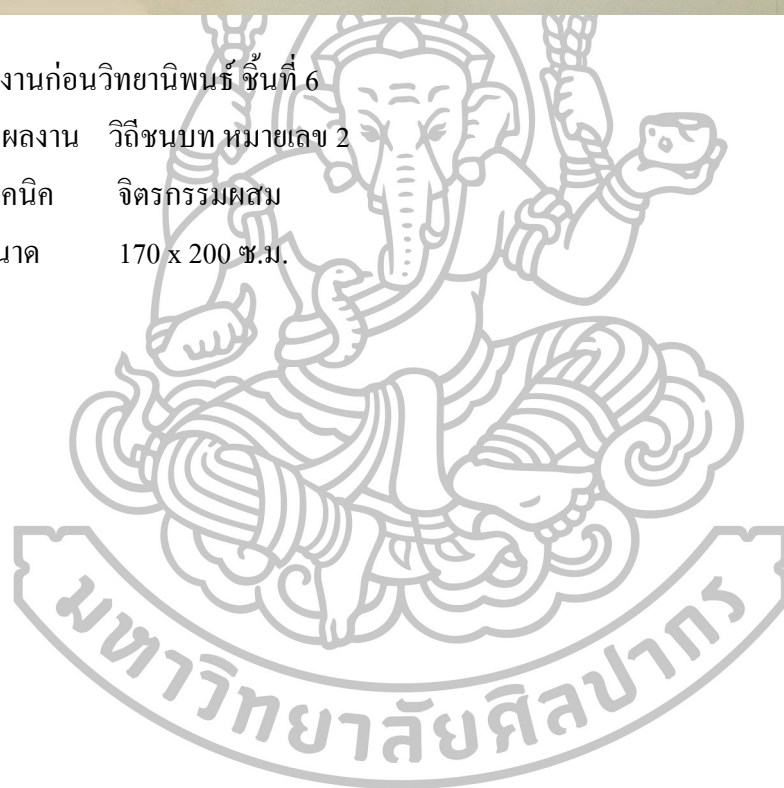 งานก่อนวิทยานิพนธ์ ชิ้นที่ 6
ผลงาน วิถีชนบท หมายเลข 2
คนิค จิตรกรรมผสม
นาด 170 x 200 ซ.ม.
มหาวิทยาลัยศิลปากร